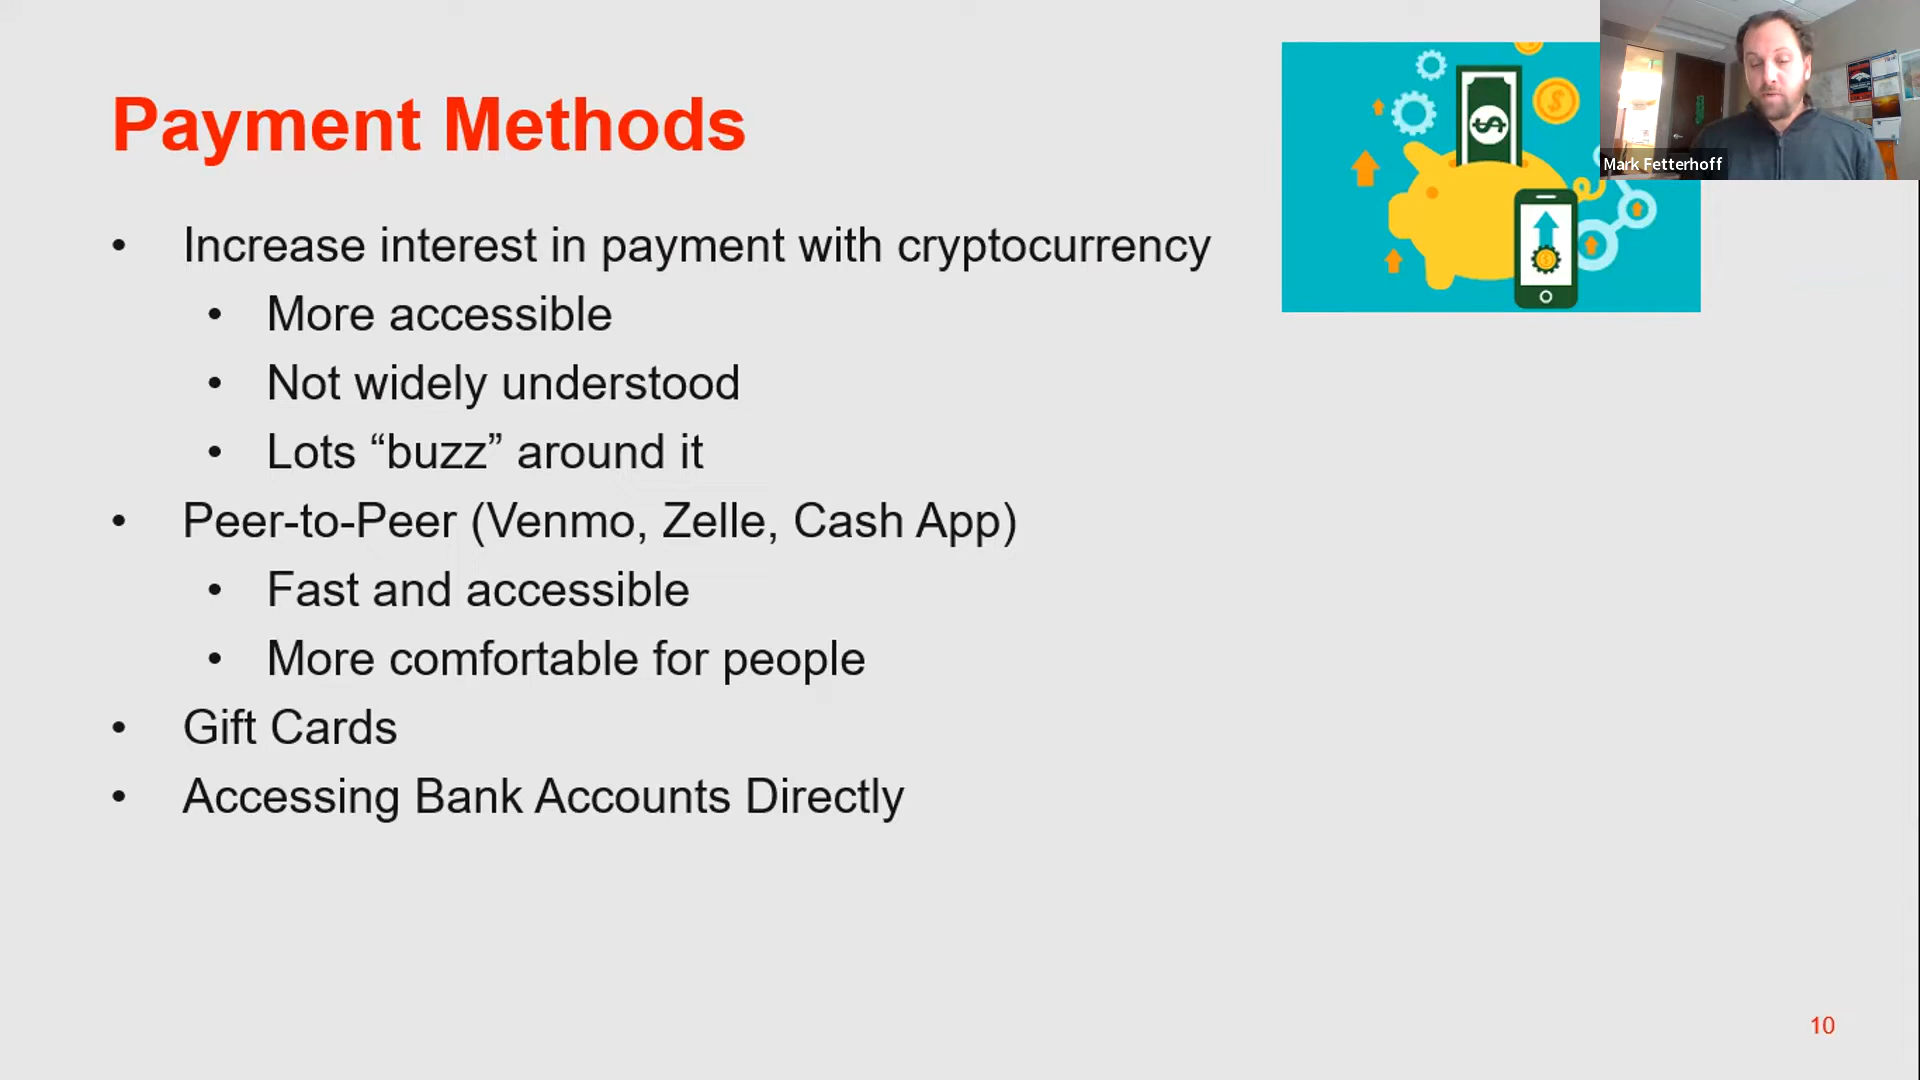 Payment Methods
• Increase interest in payment with cryptocurrency
• More accessible
• Not widely understood
• Lots “buzz” around it
• Peer-to-Peer (Venmo, Zelle, Cash App)
• Fast and accessible
• More comfortable for people
• Gift Cards
• Accessing Bank Accounts Directly
Mark Fetterhoff
10